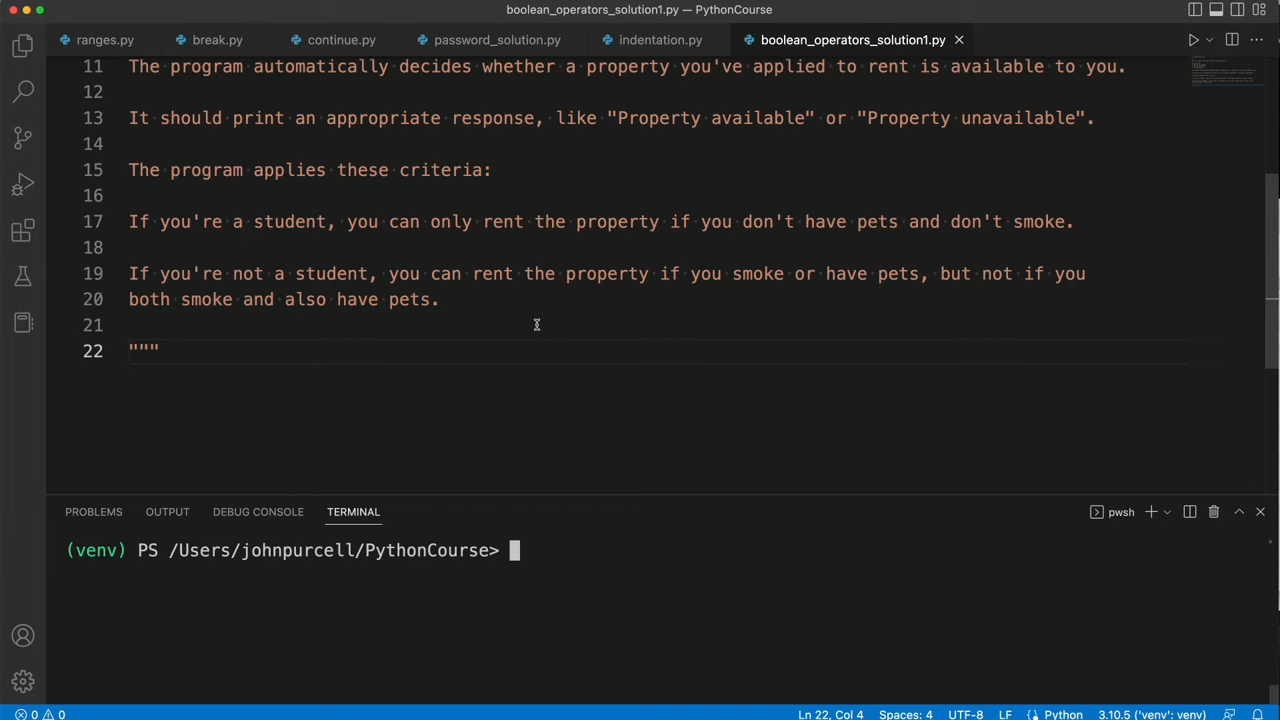 boolean_operators_solution1.py — PythonCourse
ranges.py break.py continue.py password_solution.py indentation.py boolean_operators_solution1.py
11 The program automatically decides whether a property you've applied to rent is available to you.
12
13 It should print an appropriate response, like "Property available" or "Property unavailable".
14
15 The program applies these criteria:
16
17 If you're a student, you can only rent the property if you don't have pets and don't smoke.
18
19 If you're not a student, you can rent the property if you smoke or have pets, but not if you
20 both smoke and also have pets.
21
22 """
PROBLEMS OUTPUT DEBUG CONSOLE TERMINAL pwsh
(venv) PS /Users/johnpurcell/PythonCourse>
0 0 Ln 22, Col 4 Spaces: 4 UTF-8 LF Python 3.10.5 ('venv': venv)